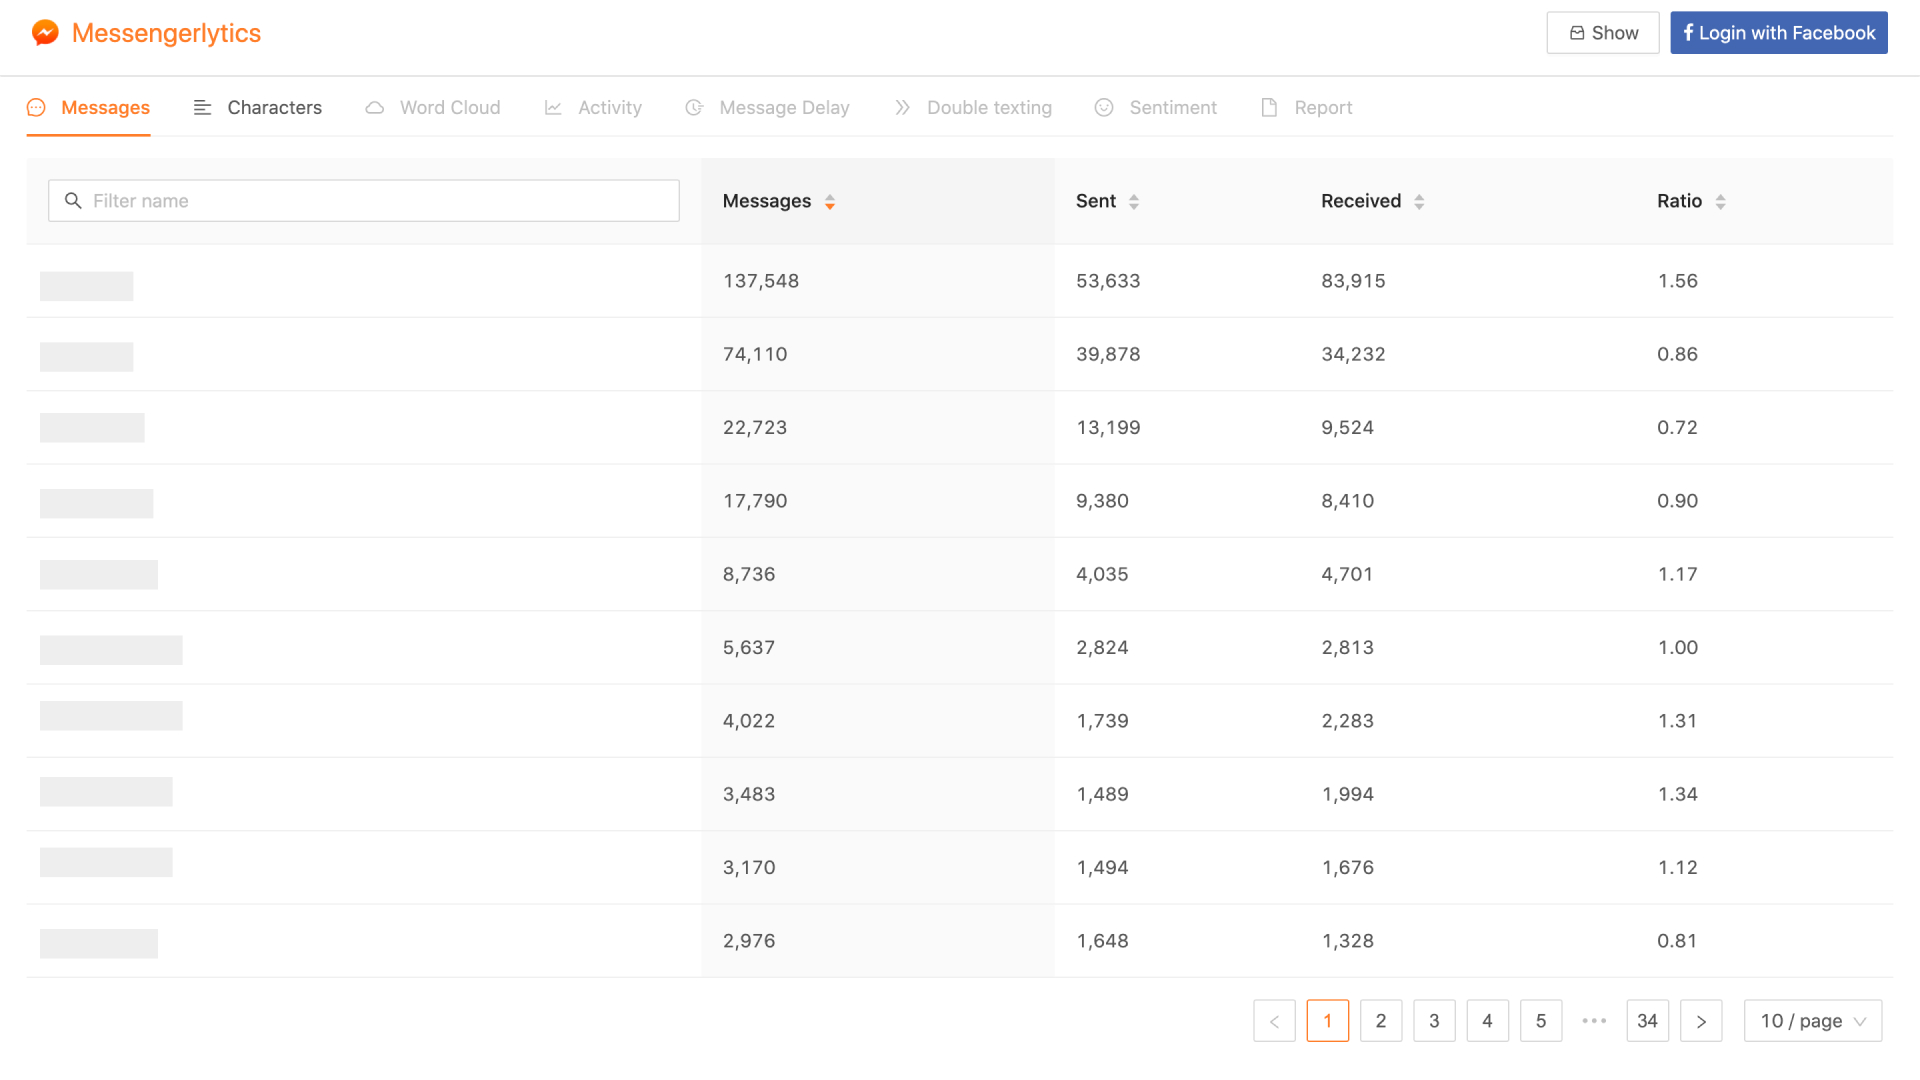 Messengerlytics Show Login with Facebook
Messages Characters Word Cloud Activity Message Delay Double texting Sentiment Report
Filter name Messages Sent Received Ratio
137,548 53,633 83,915 1.56
74,110 39,878 34,232 0.86
22,723 13,199 9,524 0.72
17,790 9,380 8,410 0.90
8,736 4,035 4,701 1.17
5,637 2,824 2,813 1.00
4,022 1,739 2,283 1.31
3,483 1,489 1,994 1.34
3,170 1,494 1,676 1.12
2,976 1,648 1,328 0.81
< 1 2 3 4 5 ••• 34 > 10 / page